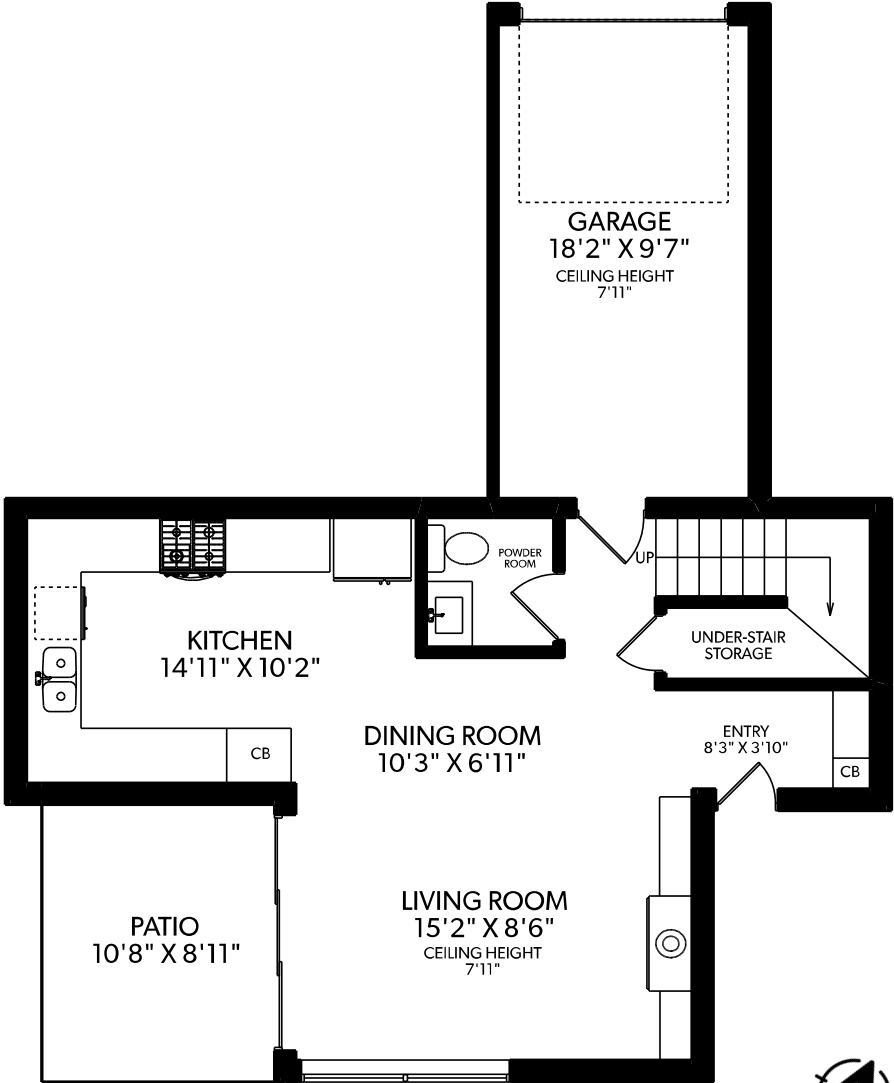 GARAGE
18'2" X 9'7"
CEILING HEIGHT
7'11"
POWDER
ROOM
UP
KITCHEN
14'11" X 10'2"
UNDER-STAIR
STORAGE
DINING ROOM
10'3" X 6'11"
ENTRY
8'3" X 3'10"
CB
CB
LIVING ROOM
15'2" X 8'6"
CEILING HEIGHT
7'11"
PATIO
10'8" X 8'11"